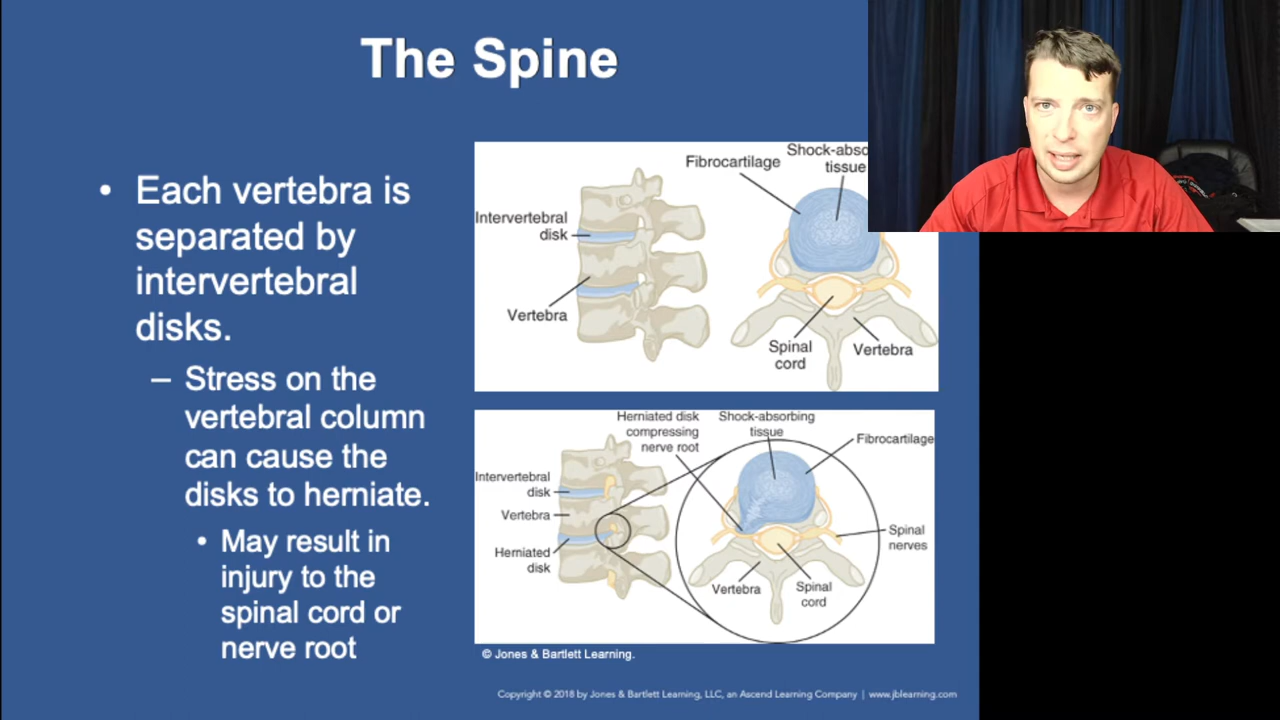 The Spine
• Each vertebra is
separated by
intervertebral
disks.
– Stress on the
vertebral column
can cause the
disks to herniate.
• May result in
injury to the
spinal cord or
nerve root
Fibrocartilage
tissue
Intervertebral
disk
Vertebra
Spinal
cord
Vertebra
Herniated disk
compressing
nerve root
Shock-absorbing
tissue
Fibrocartilage
Intervertebral
disk
Vertebra
Herniated
disk
Spinal
nerves
Vertebra
Spinal
cord
© Jones & Bartlett Learning.
Copyright © 2018 by Jones & Bartlett Learning, LLC, an Ascend Learning Company | www.jblearning.com